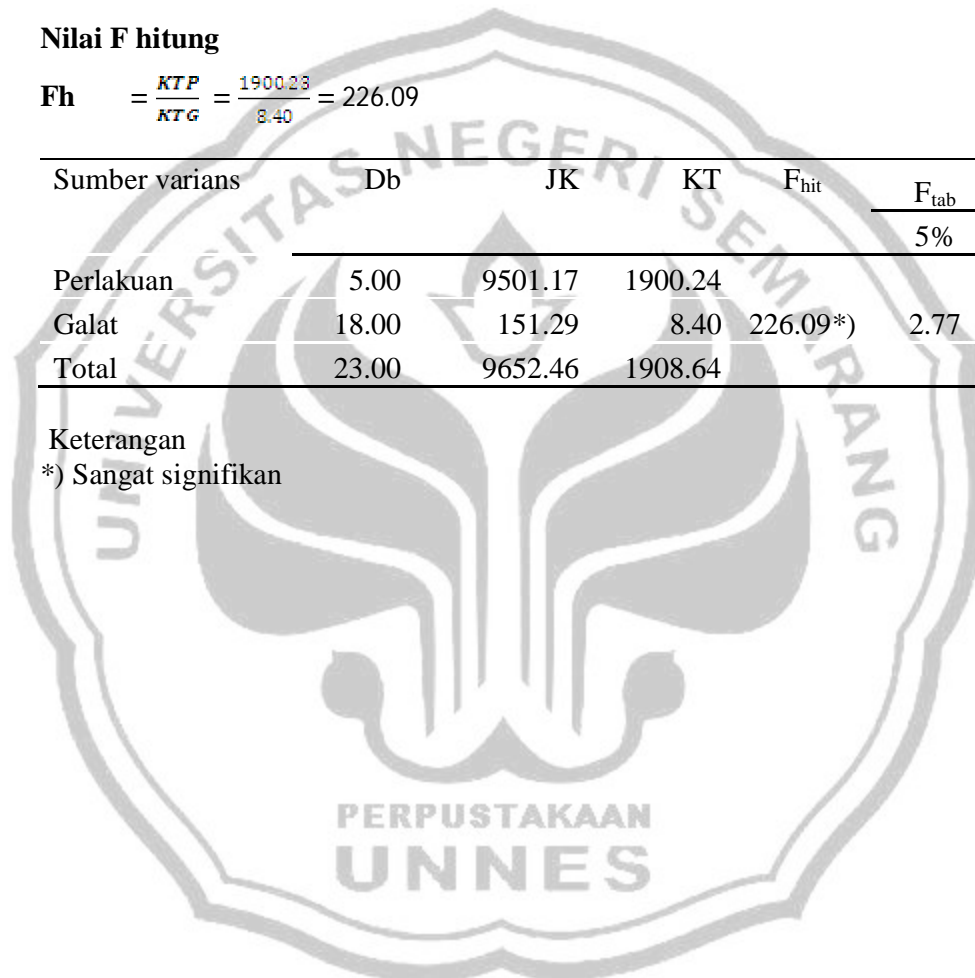 Nilai F hitung
Fh = KTP/KTG = 1900.23/8.40 = 226.09
Sumber varians Db JK KT Fhit Ftab
5%
Perlakuan 5.00 9501.17 1900.24
Galat 18.00 151.29 8.40 226.09*) 2.77
Total 23.00 9652.46 1908.64
Keterangan
*) Sangat signifikan
UNIVERSITAS NEGERI SEMARANG
PERPUSTAKAAN
UNNES